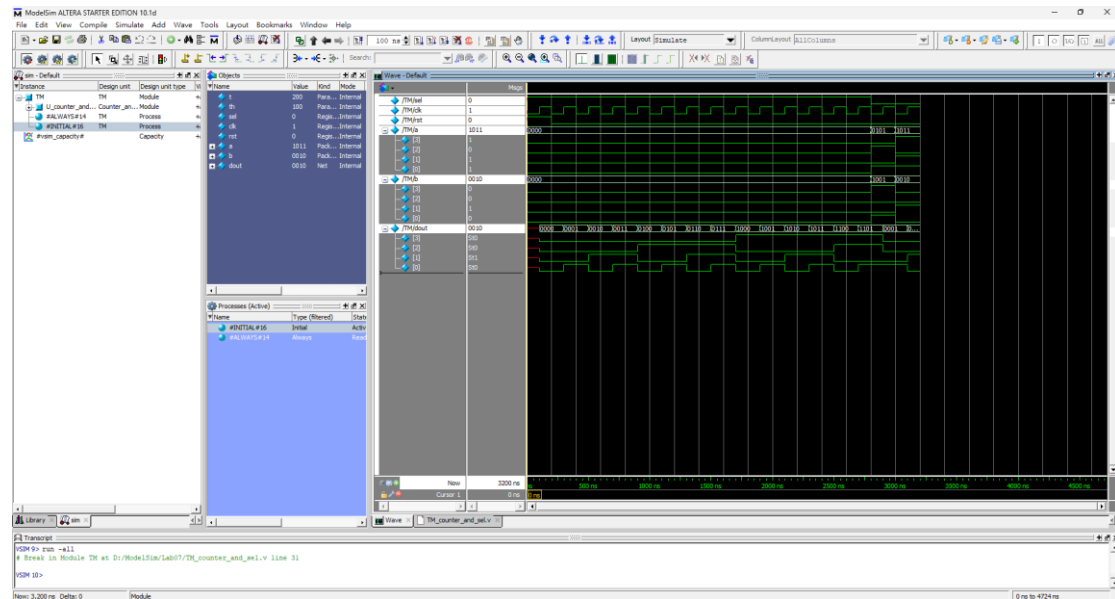 ModelSim ALTERA STARTER EDITION 10.1d
File Edit View Compile Simulate Add Wave Tools Layout Bookmarks Window Help
100 ns
Layout Simulate
ColumnLayout AllColumns
Search:
sim - Default
Instance Design unit Design unit type
TM TM Module
U_counter_and... Counter_an... Module
#ALWAYS#14 TM Process
#INITIAL#16 TM Process
#vsim_capacity# Capacity
Objects
Name Value Kind Mode
t 200 Para... Internal
th 100 Para... Internal
sel 0 Regis... Internal
clk 1 Regis... Internal
rst 0 Regis... Internal
a 1011 Pack... Internal
b 0010 Pack... Internal
dout 0010 Net Internal
Processes (Active)
Name Type (filtered) State
#INITIAL#16 Initial Activ
#ALWAYS#14 Always Read
Wave - Default
Msgs
/TM/sel 0
/TM/clk 1
/TM/rst 0
/TM/a 1011 0000 0101 1011
[3] 1
[2] 0
[1] 1
[0] 1
/TM/b 0010 0000 1001 0010
[3] 0
[2] 0
[1] 1
[0] 0
/TM/dout 0010 0000 0001 0010 0011 0100 0101 0110 0111 1000 1001 1010 1011 1100 1101 0001 0...
[3] St0
[2] St0
[1] St1
[0] St0
Now 3200 ns
Cursor 1 0 ns
0 ns
500 ns 1000 ns 1500 ns 2000 ns 2500 ns 3000 ns 3500 ns 4000 ns 4500 ns
Library sim
Wave TM_counter_and_sel.v
Transcript
VSIM 9> run -all
# Break in Module TM at D:/ModelSim/Lab07/TM_counter_and_sel.v line 31
VSIM 10>
Now: 3,200 ns Delta: 0 Module 0 ns to 4724 ns